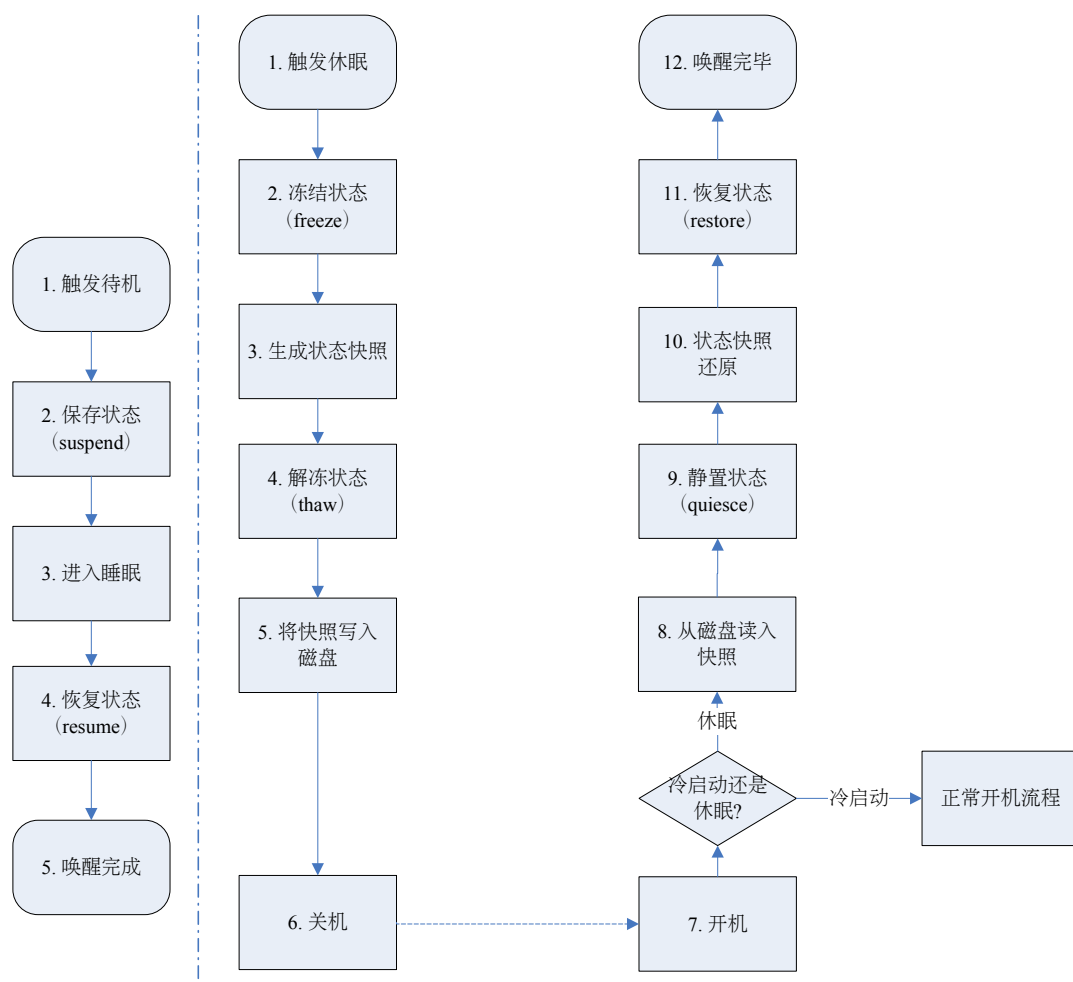 1. 触发待机
2. 保存状态
（suspend）
3. 进入睡眠
4. 恢复状态
（resume）
5. 唤醒完成
1. 触发休眠
2. 冻结状态
（freeze）
3. 生成状态快照
4. 解冻状态
（thaw）
5. 将快照写入
磁盘
6. 关机
7. 开机
冷启动还是
休眠?
冷启动
正常开机流程
休眠
8. 从磁盘读入
快照
9. 静置状态
（quiesce）
10. 状态快照
还原
11. 恢复状态
（restore）
12. 唤醒完毕